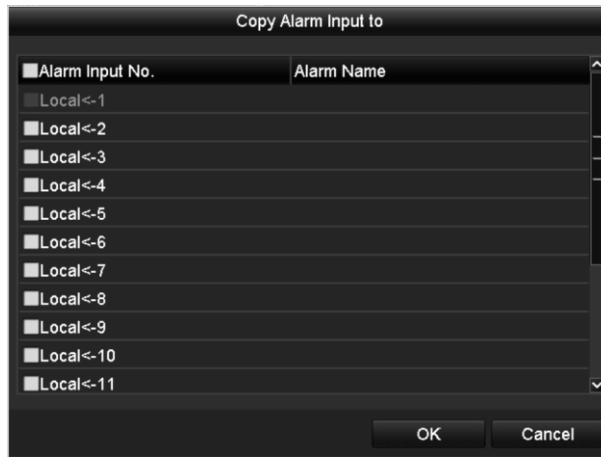 Copy Alarm Input to
Alarm Input No. Alarm Name
Local<-1
Local<-2
Local<-3
Local<-4
Local<-5
Local<-6
Local<-7
Local<-8
Local<-9
Local<-10
Local<-11
OK Cancel